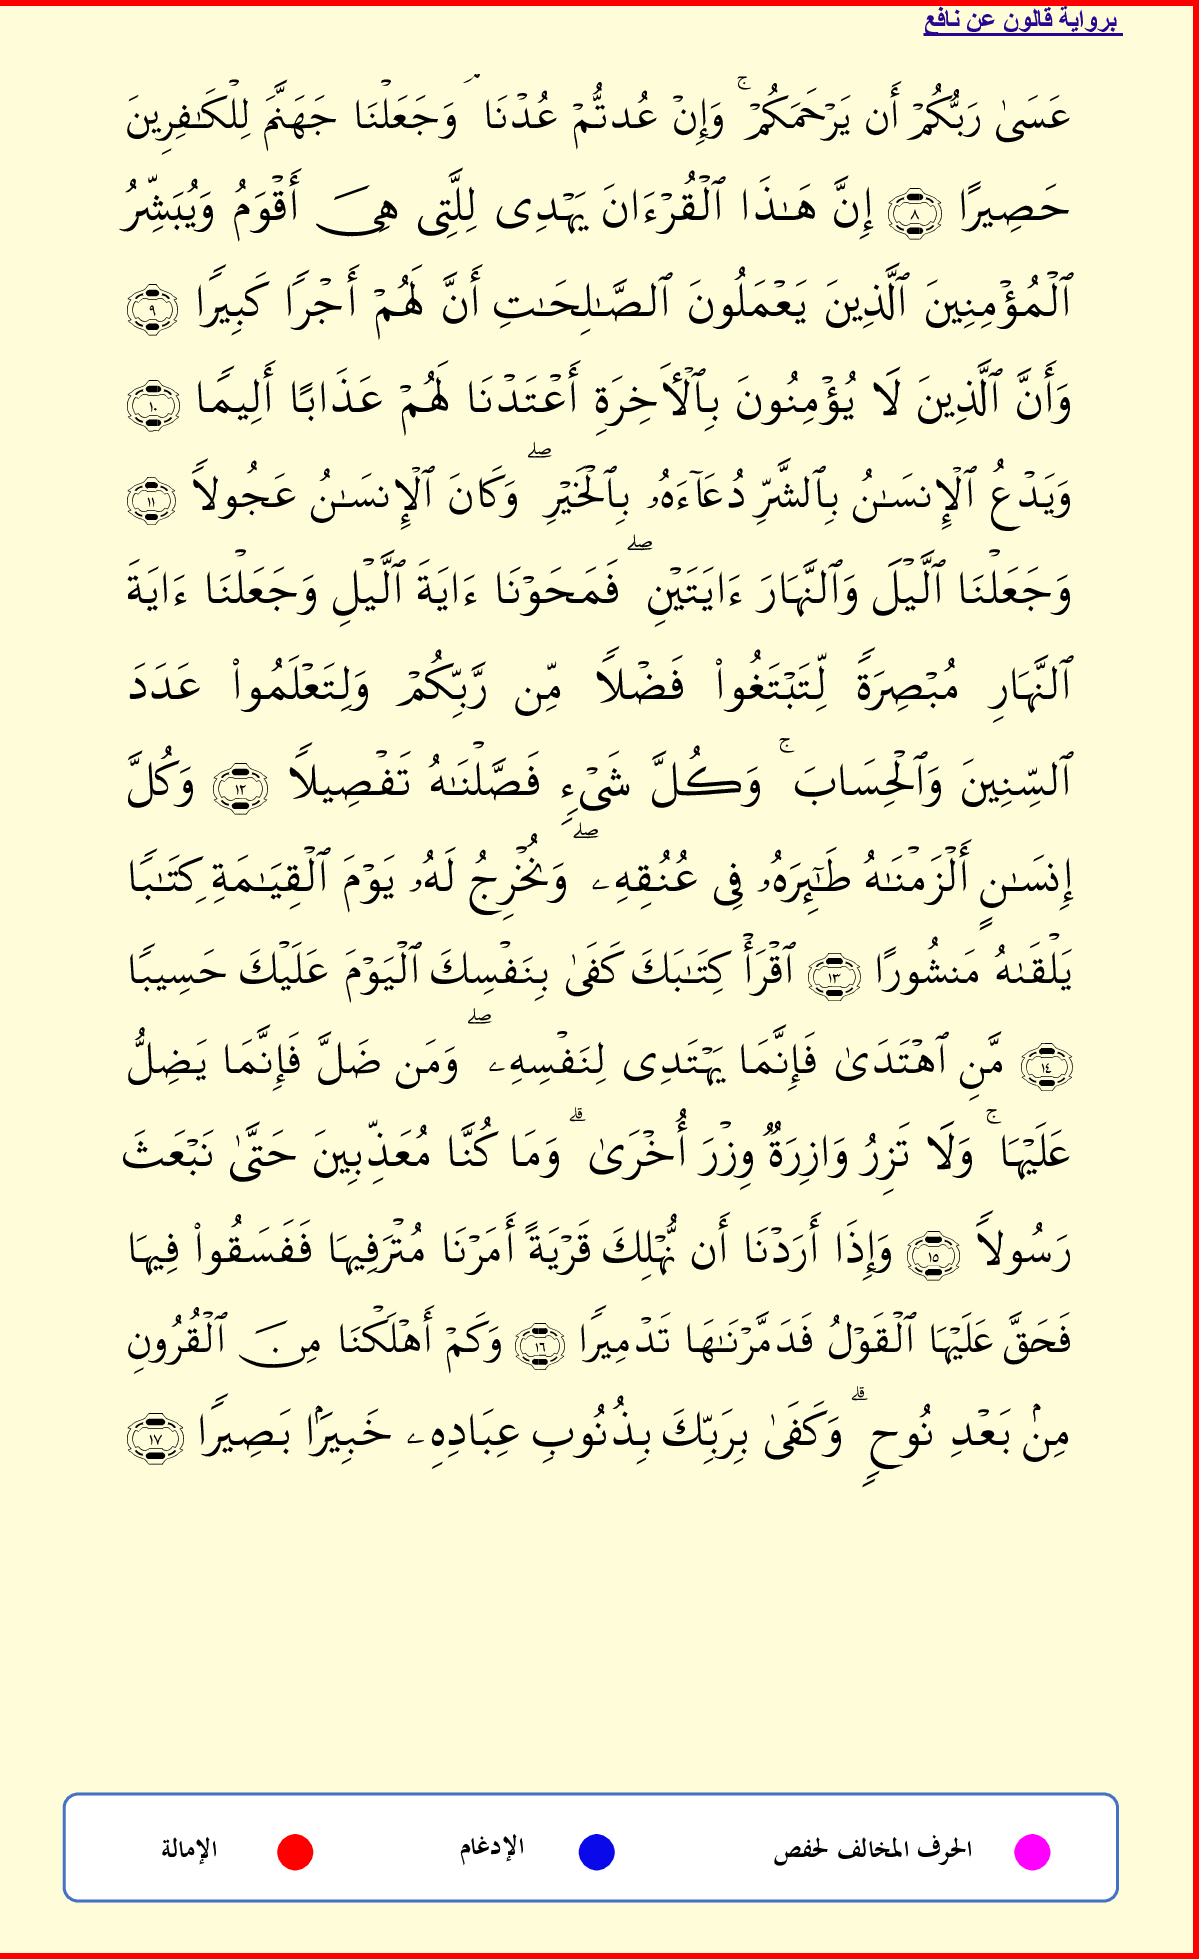 برواية قالون عن نافع
عَسَىٰ رَبُّكُمۡ أَن يَرۡحَمَكُمۡۚ وَإِنۡ عُدتُّمۡ عُدۡنَاۘ وَجَعَلۡنَا جَهَنَّمَ لِلۡكَٰفِرِينَ
حَصِيرًا ٨ إِنَّ هَٰذَا ٱلۡقُرۡءَانَ يَهۡدِي لِلَّتِي هِيَ أَقۡوَمُ وَيُبَشِّرُ
ٱلۡمُؤۡمِنِينَ ٱلَّذِينَ يَعۡمَلُونَ ٱلصَّٰلِحَٰتِ أَنَّ لَهُمۡ أَجۡرًا كَبِيرًا ٩
وَأَنَّ ٱلَّذِينَ لَا يُؤۡمِنُونَ بِٱلۡأٓخِرَةِ أَعۡتَدۡنَا لَهُمۡ عَذَابًا أَلِيمًا ١٠
وَيَدۡعُ ٱلۡإِنسَٰنُ بِٱلشَّرِّ دُعَآءَهُۥ بِٱلۡخَيۡرِۖ وَكَانَ ٱلۡإِنسَٰنُ عَجُولًا ١١
وَجَعَلۡنَا ٱلَّيۡلَ وَٱلنَّهَارَ ءَايَتَيۡنِۖ فَمَحَوۡنَا ءَايَةَ ٱلَّيۡلِ وَجَعَلۡنَا ءَايَةَ
ٱلنَّهَارِ مُبۡصِرَةً لِّتَبۡتَغُواْ فَضۡلًا مِّن رَّبِّكُمۡ وَلِتَعۡلَمُواْ عَدَدَ
ٱلسِّنِينَ وَٱلۡحِسَابَۚ وَكُلَّ شَيۡءٍ فَصَّلۡنَٰهُ تَفۡصِيلًا ١٢ وَكُلَّ
إِنسَٰنٍ أَلۡزَمۡنَٰهُ طَٰٓئِرَهُۥ فِي عُنُقِهِۦۖ وَنُخۡرِجُ لَهُۥ يَوۡمَ ٱلۡقِيَٰمَةِ كِتَٰبًا
يَلۡقَىٰهُ مَنشُورًا ١٣ ٱقۡرَأۡ كِتَٰبَكَ كَفَىٰ بِنَفۡسِكَ ٱلۡيَوۡمَ عَلَيۡكَ حَسِيبًا
١٤ مَّنِ ٱهۡتَدَىٰ فَإِنَّمَا يَهۡتَدِي لِنَفۡسِهِۦۖ وَمَن ضَلَّ فَإِنَّمَا يَضِلُّ
عَلَيۡهَاۚ وَلَا تَزِرُ وَازِرَةٌ وِزۡرَ أُخۡرَىٰۗ وَمَا كُنَّا مُعَذِّبِينَ حَتَّىٰ نَبۡعَثَ
رَسُولًا ١٥ وَإِذَا أَرَدۡنَا أَن نُّهۡلِكَ قَرۡيَةً أَمَرۡنَا مُتۡرَفِيهَا فَفَسَقُواْ فِيهَا
فَحَقَّ عَلَيۡهَا ٱلۡقَوۡلُ فَدَمَّرۡنَٰهَا تَدۡمِيرًا ١٦ وَكَمۡ أَهۡلَكۡنَا مِنَ ٱلۡقُرُونِ
مِنۢ بَعۡدِ نُوحٍۗ وَكَفَىٰ بِرَبِّكَ بِذُنُوبِ عِبَادِهِۦ خَبِيرَۢا بَصِيرًا ١٧
الحرف المخالف لحفص الإدغام الإمالة